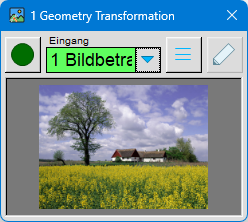 1 Geometry Transformation
Eingang
1 Bildbetra